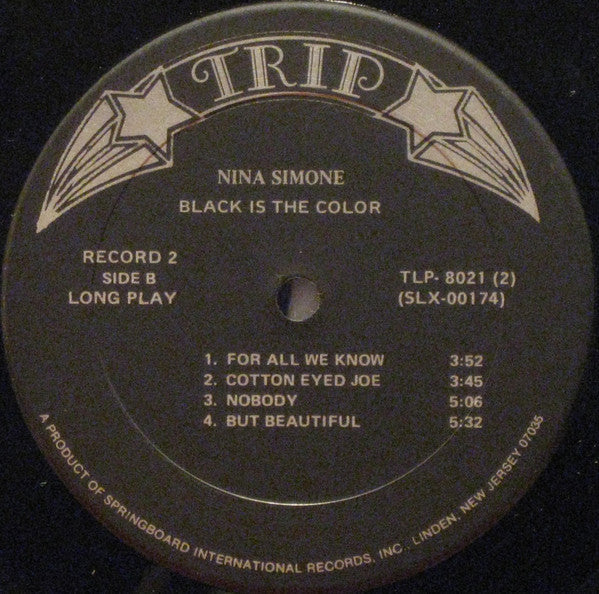 TRIP
NINA SIMONE
BLACK IS THE COLOR
RECORD 2
SIDE B
LONG PLAY
TLP- 8021 (2)
(SLX-00174)
1. FOR ALL WE KNOW 3:52
2. COTTON EYED JOE 3:45
3. NOBODY 5:06
4. BUT BEAUTIFUL 5:32
A PRODUCT OF SPRINGBOARD INTERNATIONAL RECORDS, INC., LINDEN, NEW JERSEY 07035